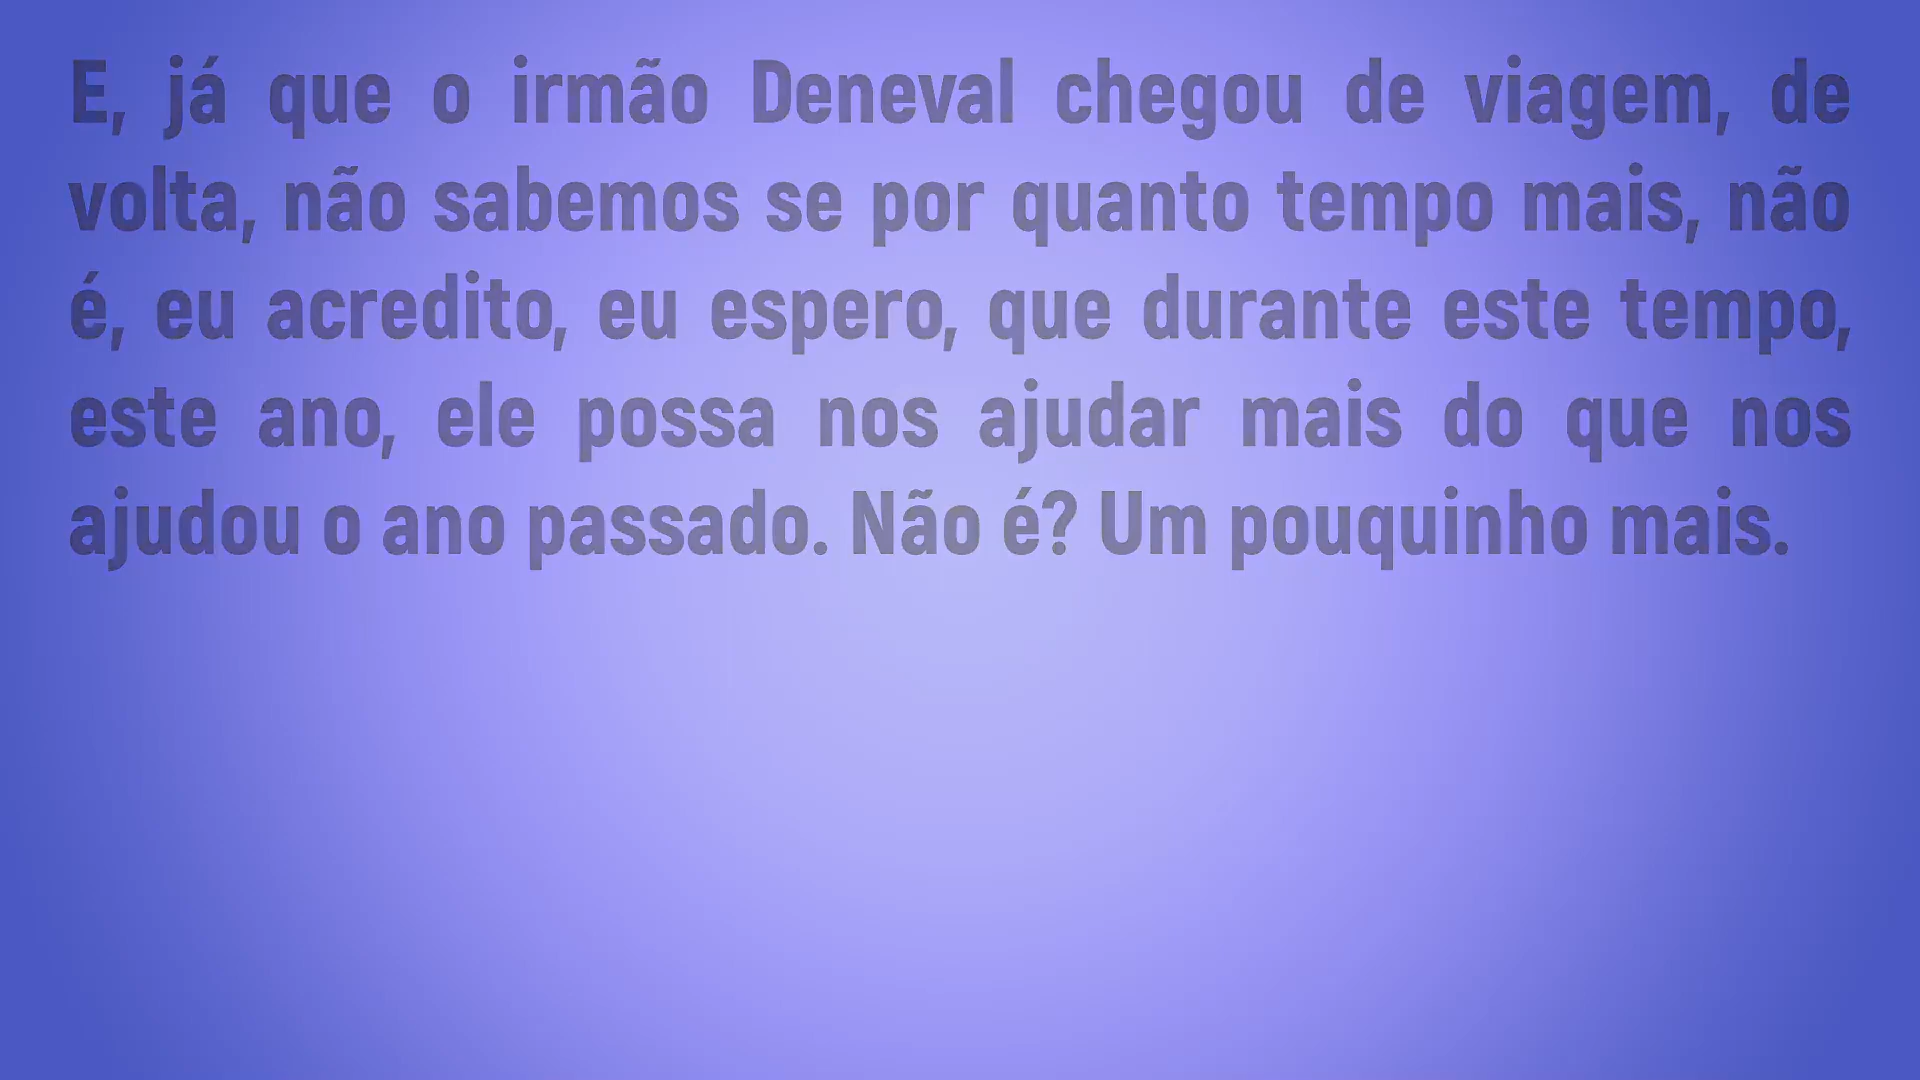 E, já que o irmão Deneval chegou de viagem, de
volta, não sabemos se por quanto tempo mais, não
é, eu acredito, eu espero, que durante este tempo,
este ano, ele possa nos ajudar mais do que nos
ajudou o ano passado. Não é? Um pouquinho mais.